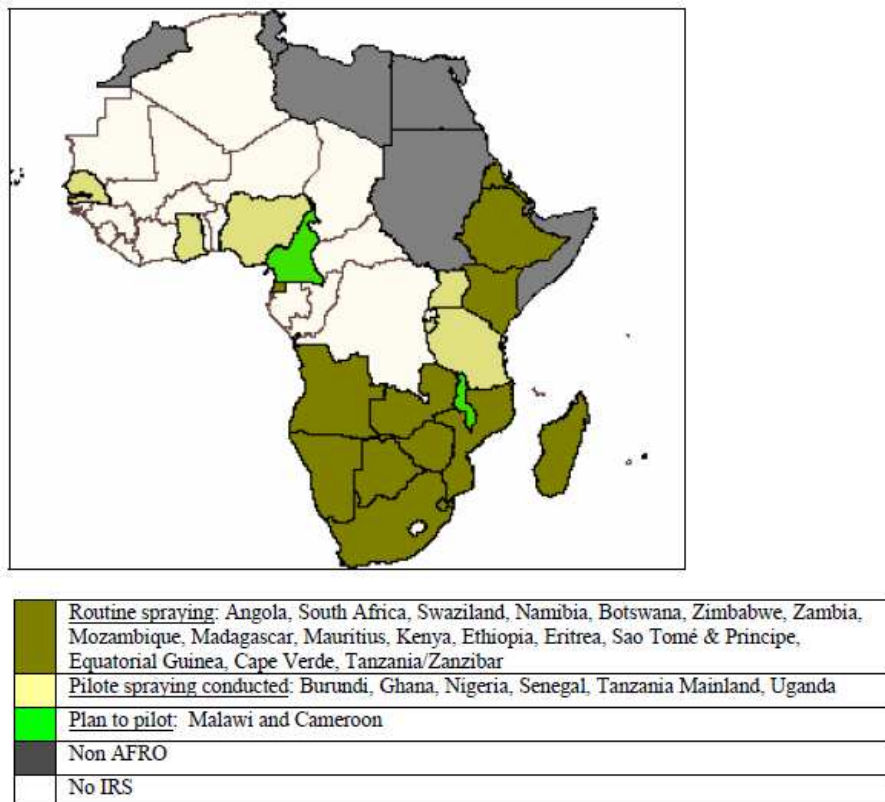 Routine spraying: Angola, South Africa, Swaziland, Namibia, Botswana, Zimbabwe, Zambia,
Mozambique, Madagascar, Mauritius, Kenya, Ethiopia, Eritrea, Sao Tomé & Principe,
Equatorial Guinea, Cape Verde, Tanzania/Zanzibar
Pilote spraying conducted: Burundi, Ghana, Nigeria, Senegal, Tanzania Mainland, Uganda
Plan to pilot: Malawi and Cameroon
Non AFRO
No IRS